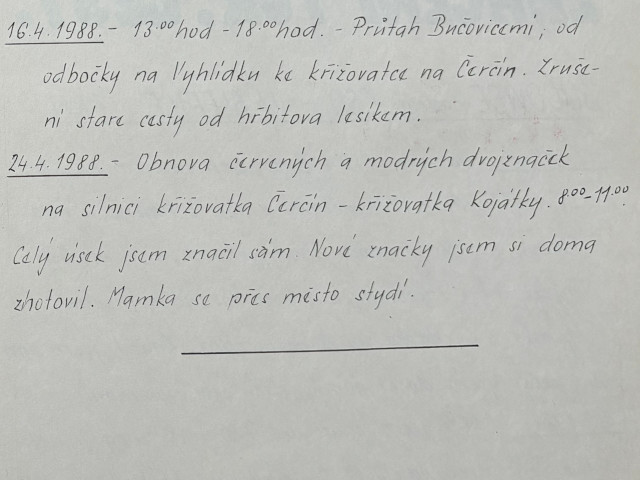 16.4.1988. - 13.00 hod - 18.00 hod. - Průtah Bučovicemi, od
odbočky na Vyhlídku ke křižovatce na Čerčín. Zruše-
ní staré cesty od hřbitova lesíkem.
24.4.1988. - Obnova červených a modrých dvojznaček
na silnici křižovatka Čerčín - křižovatka Kojátky. 8.00-11.00.
Celý úsek jsem značil sám. Nové značky jsem si doma
zhotovil. Mamka se přes město stydí.